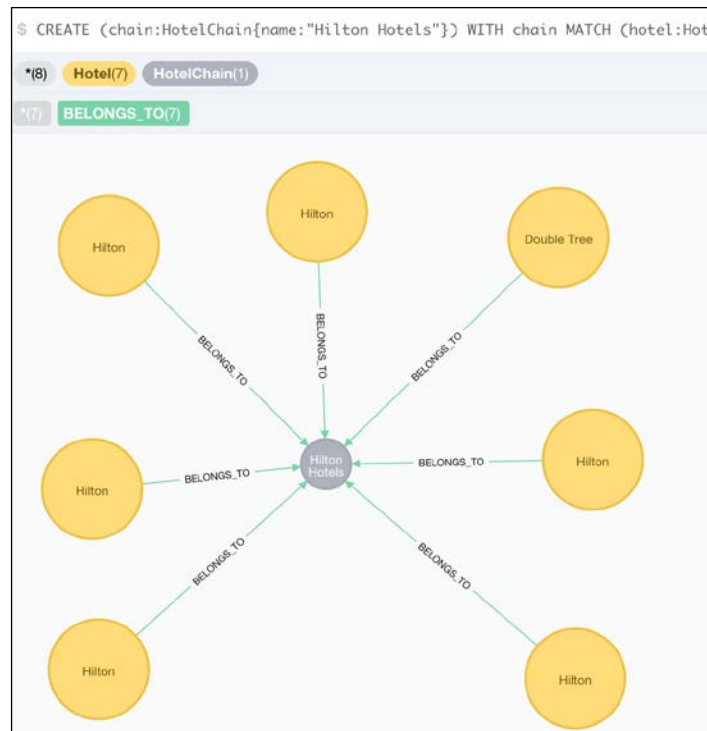 $ CREATE (chain:HotelChain{name:"Hilton Hotels"}) WITH chain MATCH (hotel:Hot
*(8) Hotel(7) HotelChain(1)
*(7) BELONGS_TO(7)
Hilton
Hilton
Double Tree
BELONGS_TO
BELONGS_TO
BELONGS_TO
Hilton
BELONGS_TO
Hilton
Hotels
BELONGS_TO
Hilton
BELONGS_TO
BELONGS_TO
Hilton
Hilton